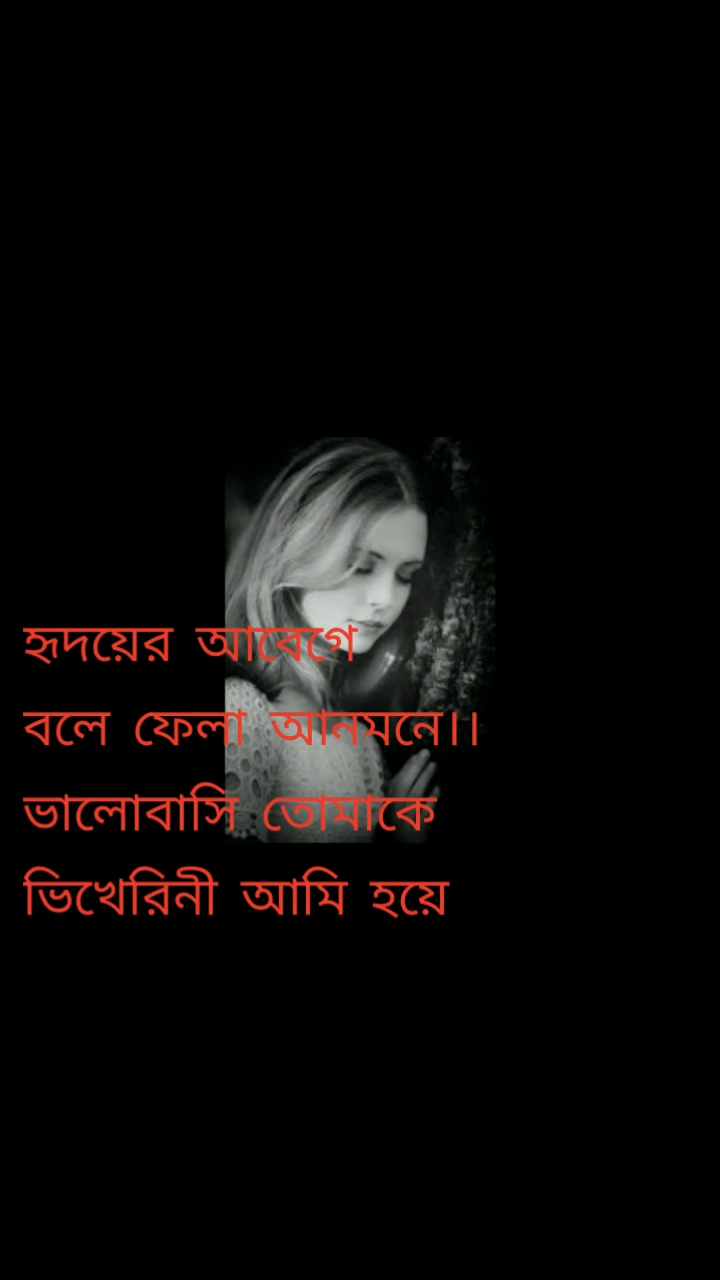 হৃদয়ের আবেগে
বলে ফেলা আনমনে।।
ভালোবাসি তোমাকে
ভিখেরিনী আমি হয়ে